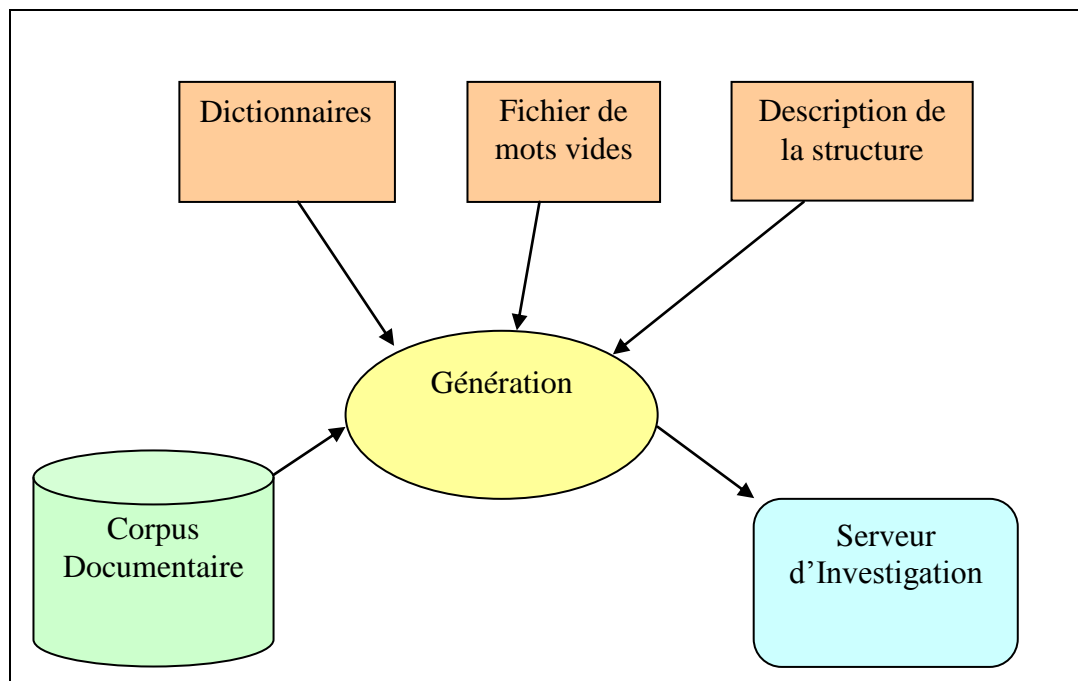 Dictionnaires
Fichier de
mots vides
Description de
la structure
Génération
Corpus
Documentaire
Serveur
d’Investigation